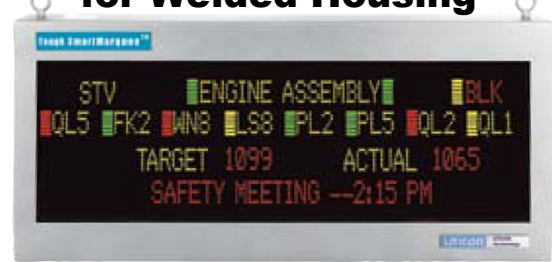 for Welded Housing
Tough SmartMarquee™
STV ENGINE ASSEMBLY BLK
QL5 FK2 WN8 LS8 PL2 PL5 QL2 QL1
TARGET 1099 ACTUAL 1065
SAFETY MEETING --2:15 PM
UTICOR